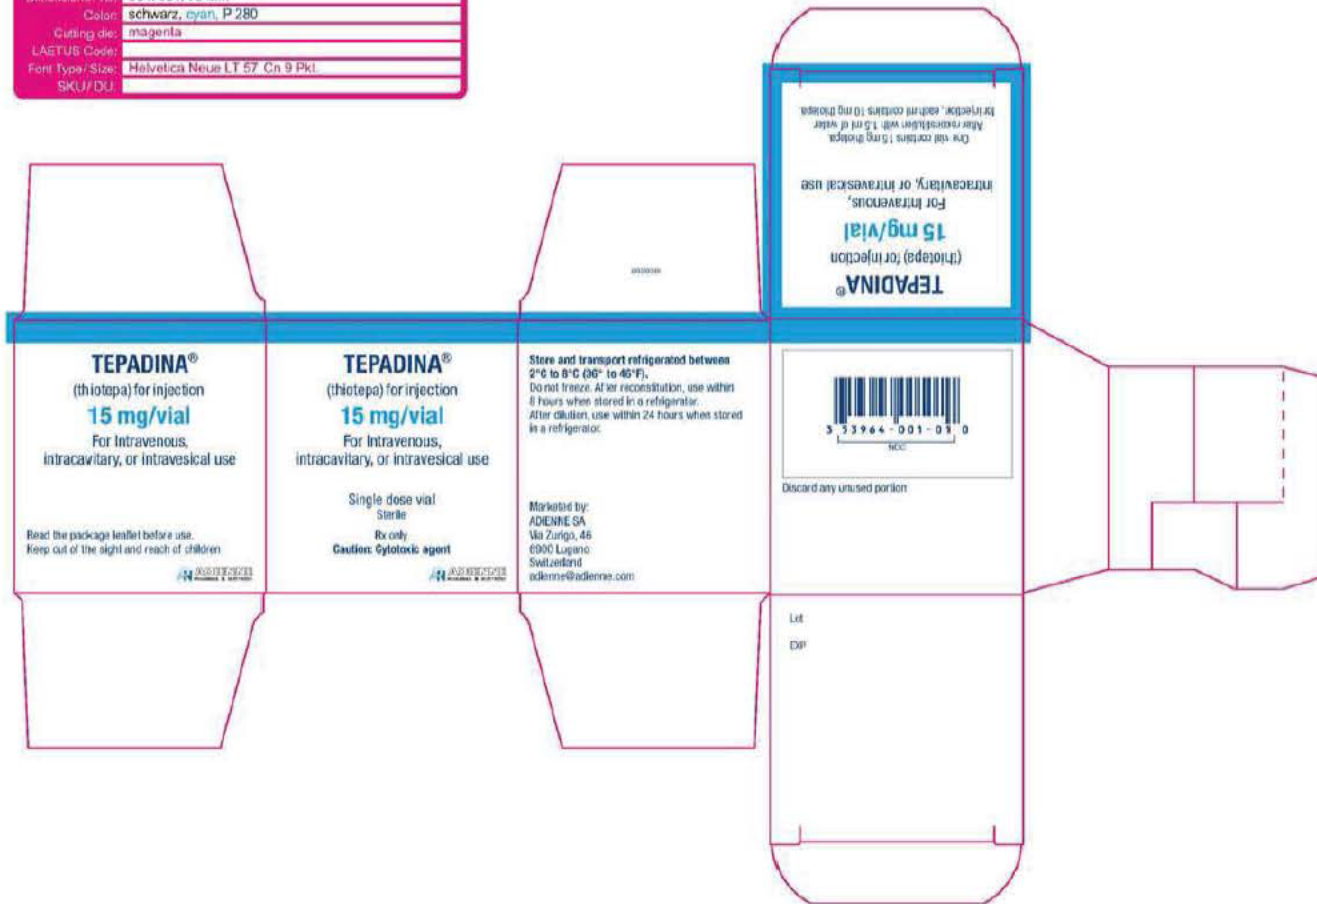 Color: schwarz, cyan, P 280
Cutting die: magenta
LAETUS Code:
Font Type/Size: Helvetica Neue LT 57 Cn 9 Pkt.
SKU/DU:
TEPADINA®
(thiotepa) for injection
15 mg/vial
For Intravenous,
intracavitary, or intravesical use
One vial contains 15 mg thiotepa.
After reconstitution with 1.5 ml of water
for injection, each ml contains 10 mg thiotepa.
TEPADINA®
(thiotepa) for injection
15 mg/vial
For Intravenous,
intracavitary, or intravesical use
Read the package leaflet before use.
Keep out of the sight and reach of children
ADIENNE
TEPADINA®
(thiotepa) for injection
15 mg/vial
For Intravenous,
intracavitary, or intravesical use
Single dose vial
Sterile
Rx only
Caution: Cytotoxic agent
ADIENNE
Store and transport refrigerated between
2°C to 8°C (36° to 46°F).
Do not freeze. After reconstitution, use within
8 hours when stored in a refrigerator.
After dilution, use within 24 hours when stored
in a refrigerator.
Marketed by:
ADIENNE SA
Via Zurigo, 46
6900 Lugano
Switzerland
adienne@adienne.com
NDC
Discard any unused portion
Lot